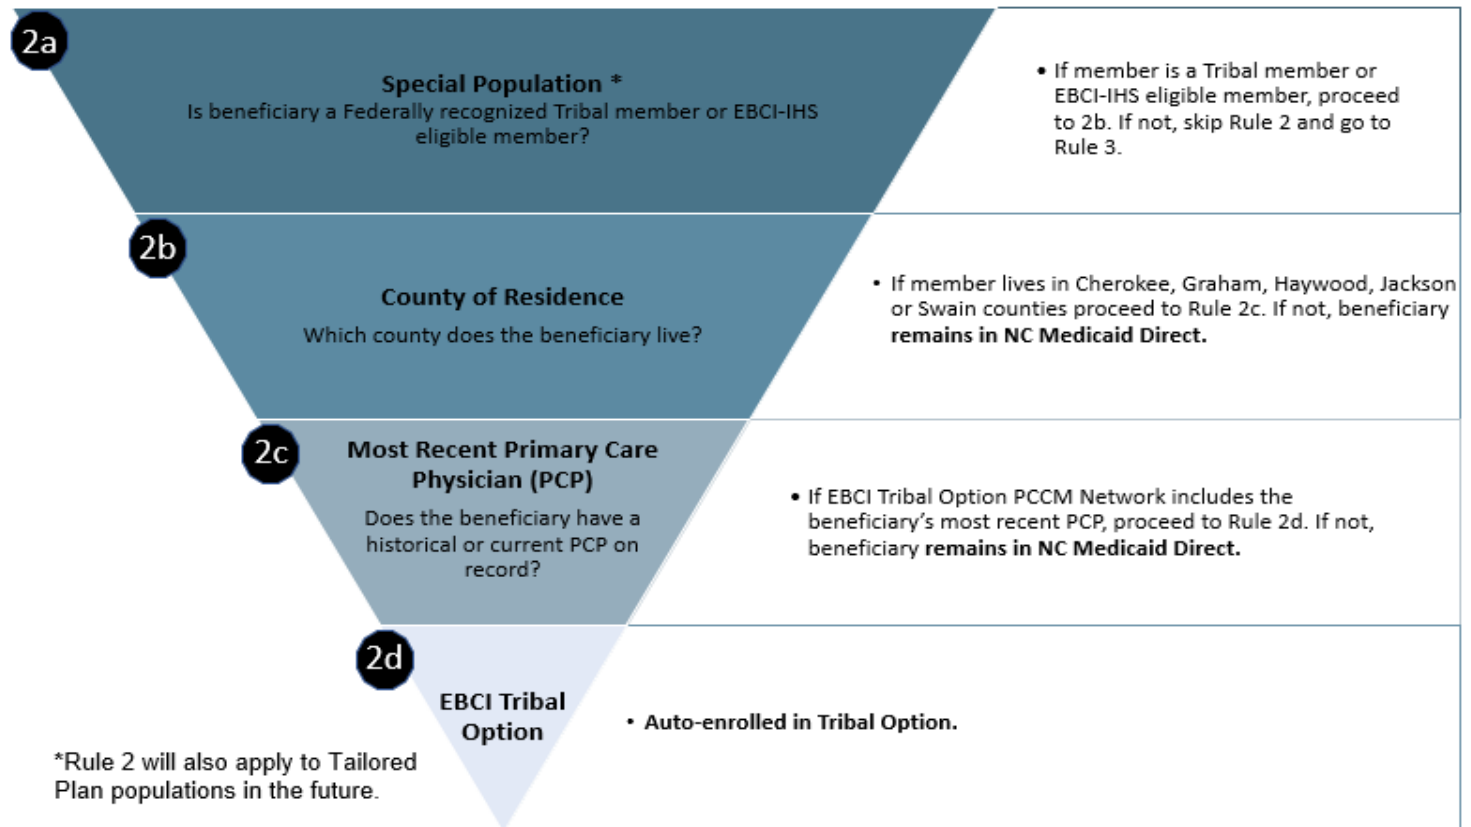 2a
Special Population *
Is beneficiary a Federally recognized Tribal member or EBCI-IHS
eligible member?
• If member is a Tribal member or
EBCI-IHS eligible member, proceed
to 2b. If not, skip Rule 2 and go to
Rule 3.
2b
County of Residence
Which county does the beneficiary live?
• If member lives in Cherokee, Graham, Haywood, Jackson
or Swain counties proceed to Rule 2c. If not, beneficiary
remains in NC Medicaid Direct.
2c
Most Recent Primary Care
Physician (PCP)
Does the beneficiary have a
historical or current PCP on
record?
• If EBCI Tribal Option PCCM Network includes the
beneficiary's most recent PCP, proceed to Rule 2d. If not,
beneficiary remains in NC Medicaid Direct.
2d
EBCI Tribal
Option
• Auto-enrolled in Tribal Option.
*Rule 2 will also apply to Tailored
Plan populations in the future.